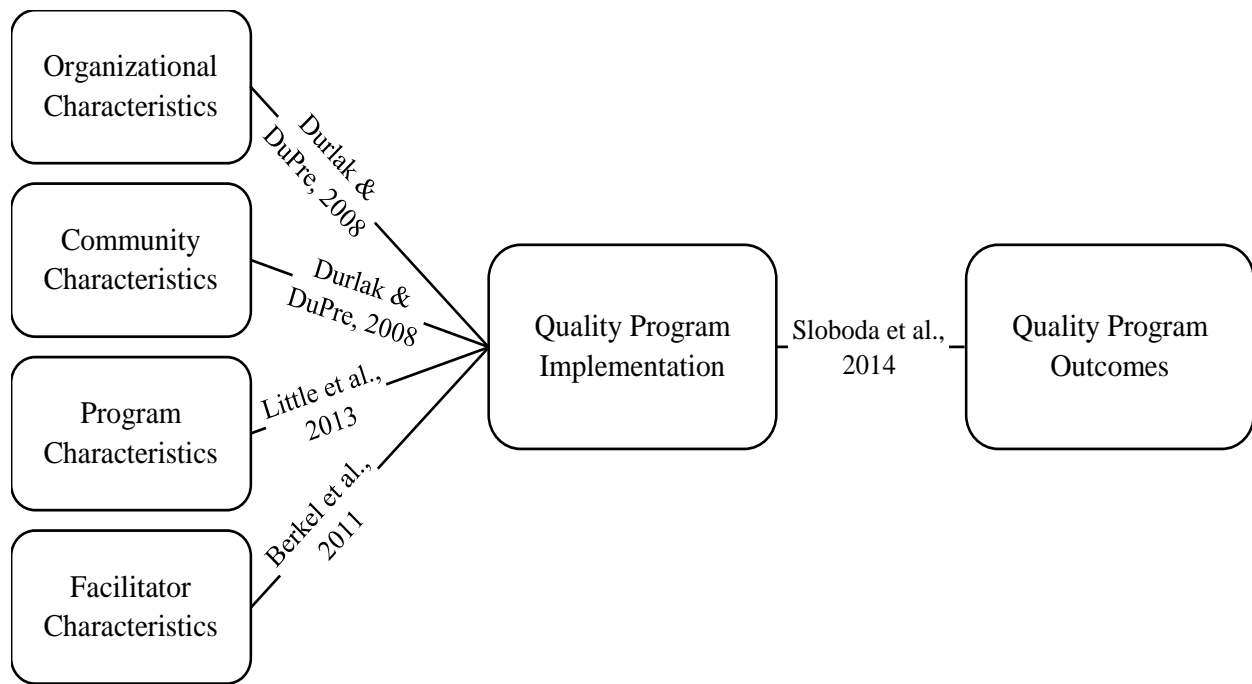 Organizational
Characteristics
Durlak &
DuPre, 2008
Community
Characteristics
Durlak &
DuPre, 2008
Program
Characteristics
Little et al.,
2013
Facilitator
Characteristics
Berkel et al.,
2011
Quality Program
Implementation
Sloboda et al.,
2014
Quality Program
Outcomes